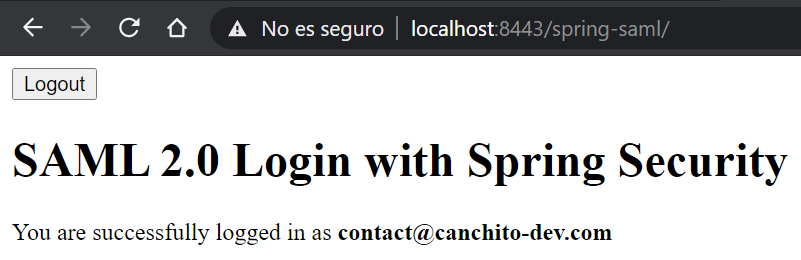 No es seguro | localhost:8443/spring-saml/
Logout
SAML 2.0 Login with Spring Security
You are successfully logged in as contact@canchito-dev.com